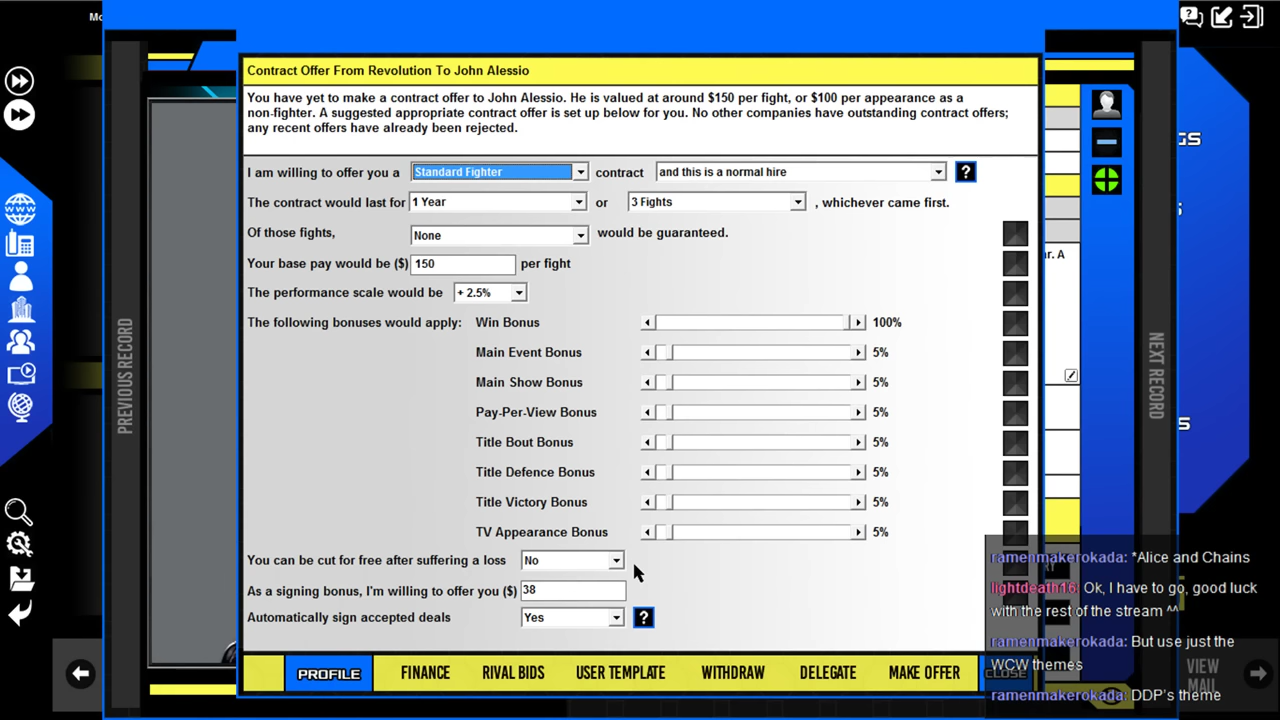 Mo
Contract Offer From Revolution To John Alessio
You have yet to make a contract offer to John Alessio. He is valued at around $150 per fight, or $100 per appearance as a
non-fighter. A suggested appropriate contract offer is set up below for you. No other companies have outstanding contract offers;
any recent offers have already been rejected.
I am willing to offer you a Standard Fighter contract and this is a normal hire ?
The contract would last for 1 Year or 3 Fights , whichever came first.
Of those fights, None would be guaranteed.
Your base pay would be ($) 150 per fight
The performance scale would be + 2.5%
The following bonuses would apply: Win Bonus 100%
Main Event Bonus 5%
Main Show Bonus 5%
Pay-Per-View Bonus 5%
Title Bout Bonus 5%
Title Defence Bonus 5%
Title Victory Bonus 5%
TV Appearance Bonus 5%
You can be cut for free after suffering a loss No
As a signing bonus, I'm willing to offer you ($) 38
Automatically sign accepted deals Yes ?
PROFILE FINANCE RIVAL BIDS USER TEMPLATE WITHDRAW DELEGATE MAKE OFFER CLOSE
PREVIOUS RECORD
NEXT RECORD
WWW
GS
S
ar. A
S
ramenmakerokada: *Alice and Chains
lightdeath16: Ok, I have to go, good luck
with the rest of the stream ^^
ramenmakerokada: But use just the
WCW themes
ramenmakerokada: DDP's theme
VIEW
MAIL